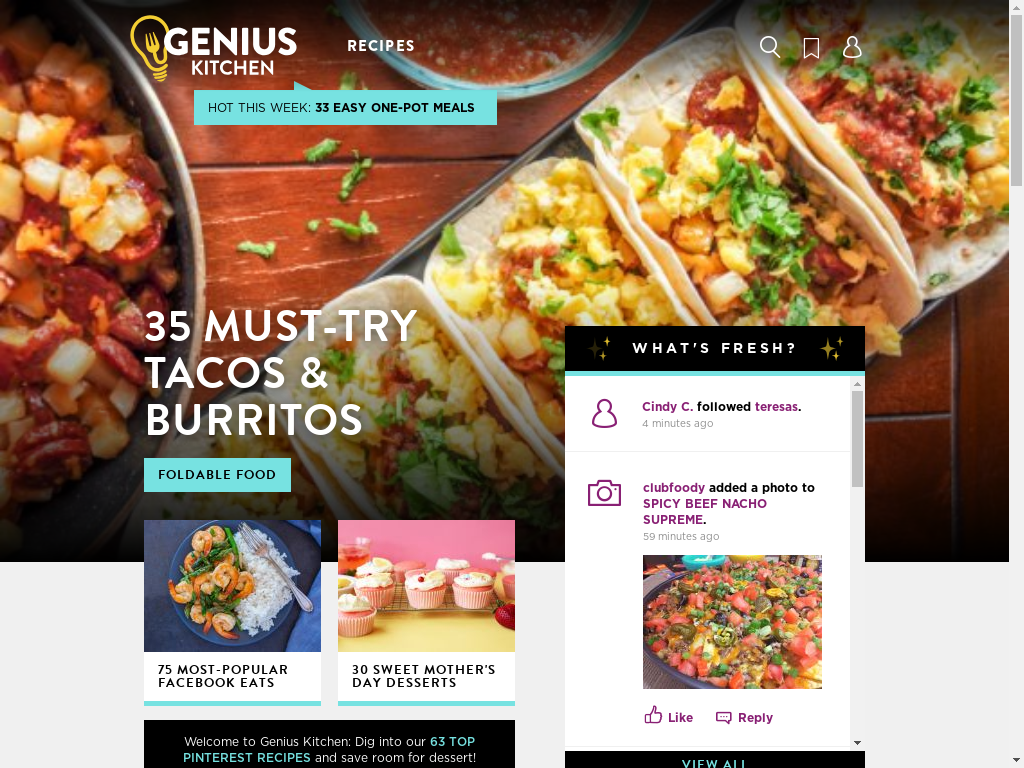 GENIUS
KITCHEN
RECIPES
HOT THIS WEEK: 33 EASY ONE-POT MEALS
35 MUST-TRY
TACOS &
BURRITOS
FOLDABLE FOOD
WHAT'S FRESH?
Cindy C. followed teresas.
4 minutes ago
clubfoody added a photo to
SPICY BEEF NACHO
SUPREME.
59 minutes ago
Like Reply
VIEW ALL
75 MOST-POPULAR
FACEBOOK EATS
30 SWEET MOTHER'S
DAY DESSERTS
Welcome to Genius Kitchen: Dig into our 63 TOP
PINTEREST RECIPES and save room for dessert!